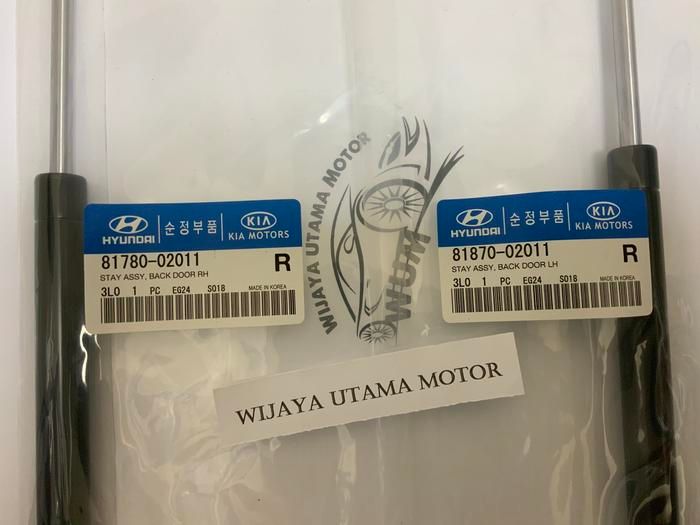 HYUNDAI 순정부품 KIA KIA MOTORS
81780-02011 R
STAY ASSY, BACK DOOR RH
3L0 1 PC EG24 S018 MADE IN KOREA
WIJAYA UTAMA MOTOR
WUM
HYUNDAI 순정부품 KIA KIA MOTORS
81870-02011 R
STAY ASSY, BACK DOOR LH
3L0 1 PC EG24 S018 MADE IN KOREA
WIJAYA UTAMA MOTOR